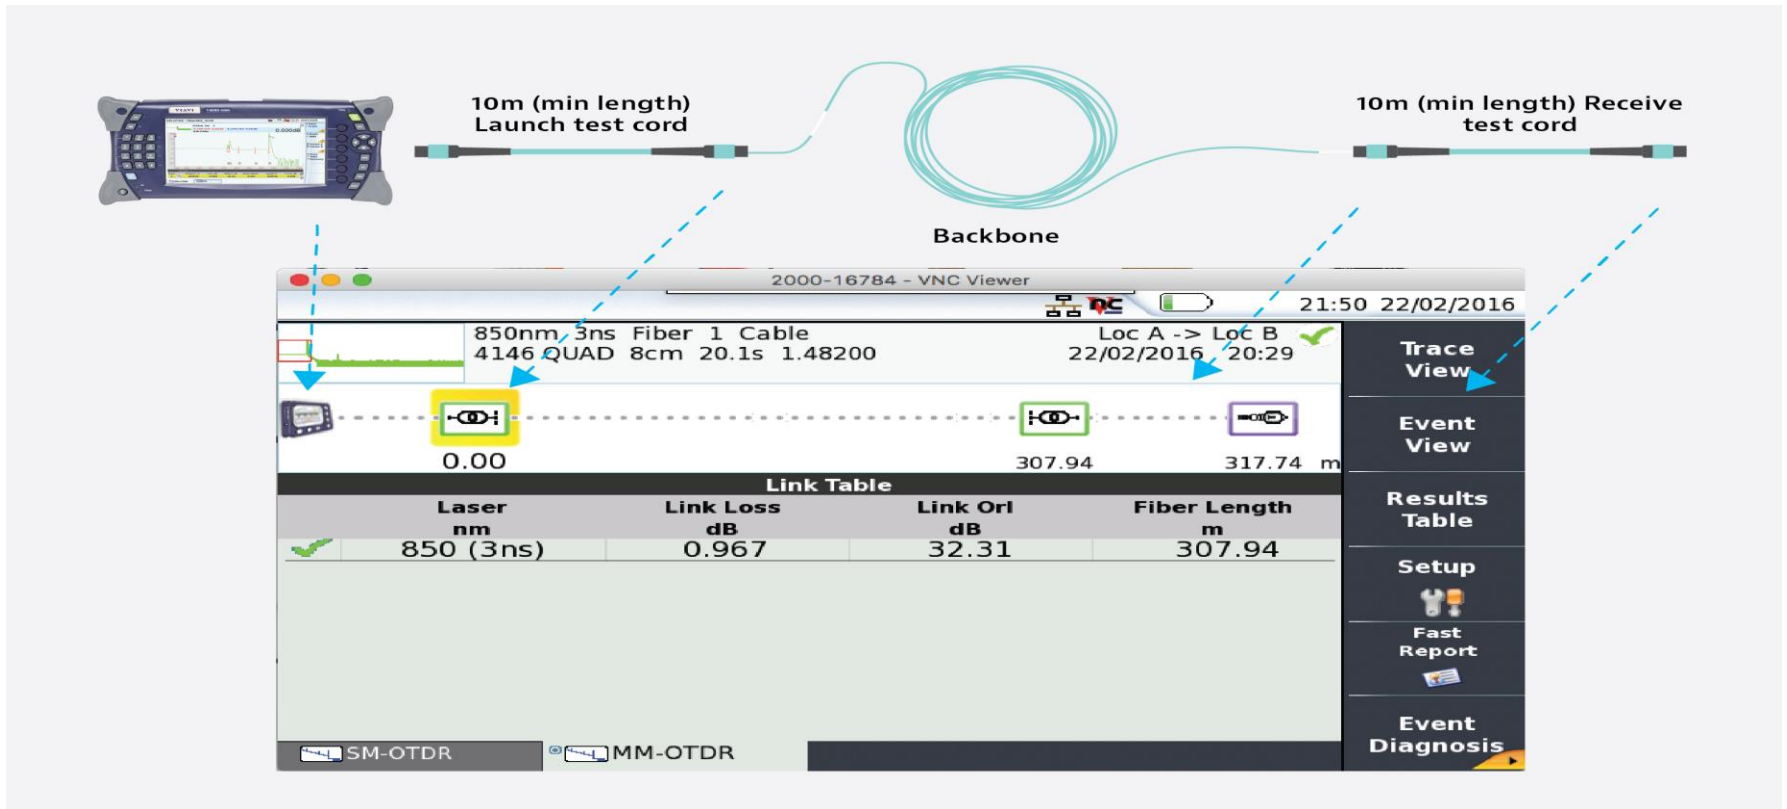 10m (min length)
Launch test cord
10m (min length) Receive
test cord
VIAVI
Backbone
2000-16784 - VNC Viewer
21:50 22/02/2016
850nm 3ns Fiber 1 Cable
Loc A -> Loc B
4146 QUAD 8cm 20.1s 1.48200
22/02/2016 20:29
0.00
307.94
317.74 m
Link Table
Laser
nm
Link Loss
dB
Link Orl
dB
Fiber Length
m
850 (3ns)
0.967
32.31
307.94
Trace
View
Event
View
Results
Table
Setup
Fast
Report
Event
Diagnosis
SM-OTDR
MM-OTDR